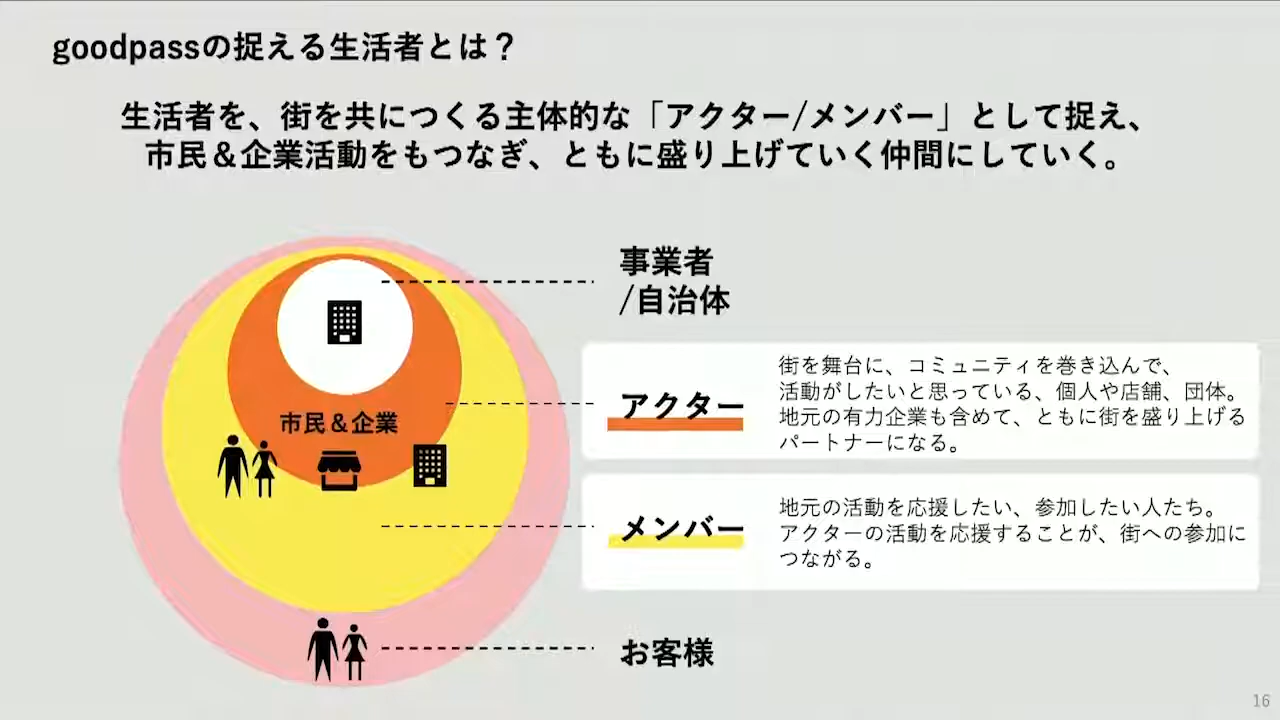 goodpassの捉える生活者とは？
生活者を、街を共につくる主体的な「アクター/メンバー」として捉え、
市民＆企業活動をもつなぎ、ともに盛り上げていく仲間にしていく。
事業者
/自治体
市民＆企業
アクター
街を舞台に、コミュニティを巻き込んで、
活動がしたいと思っている、個人や店舗、団体。
地元の有力企業も含めて、ともに街を盛り上げる
パートナーになる。
メンバー
地元の活動を応援したい、参加したい人たち。
アクターの活動を応援することが、街への参加に
つながる。
お客様
16